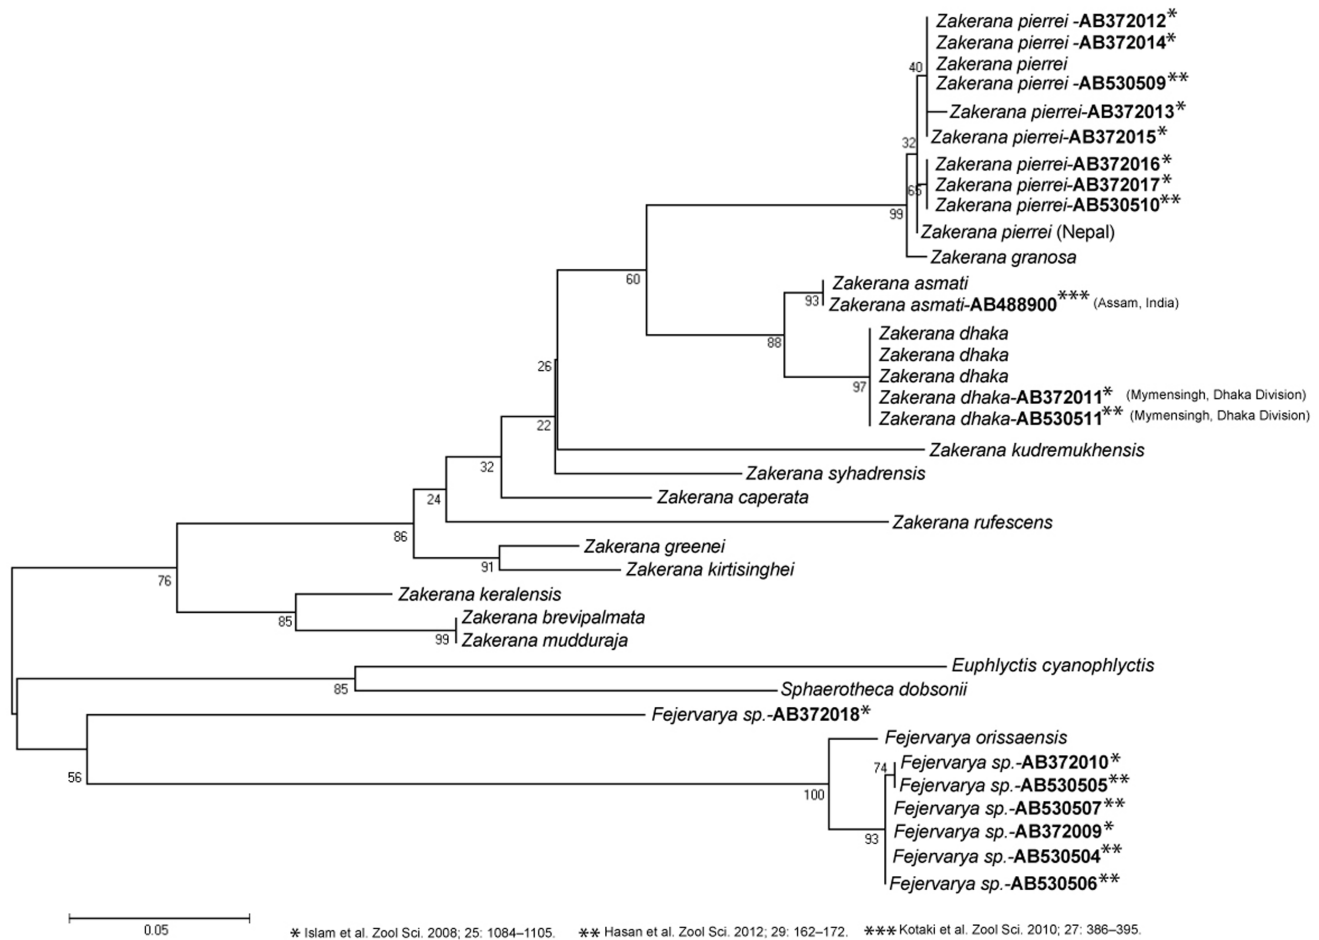 Zakerana pierrei -AB372012*
Zakerana pierrei -AB372014*
Zakerana pierrei
40
Zakerana pierrei -AB530509**
Zakerana pierrei-AB372013*
Zakerana pierrei-AB372015*
32
Zakerana pierrei-AB372016*
Zakerana pierrei-AB372017*
65
Zakerana pierrei-AB530510**
99
Zakerana pierrei (Nepal)
Zakerana granosa
60
Zakerana asmati
93
Zakerana asmati-AB488900*** (Assam, India)
Zakerana dhaka
88
Zakerana dhaka
Zakerana dhaka
97
Zakerana dhaka-AB372011* (Mymensingh, Dhaka Division)
Zakerana dhaka-AB530511** (Mymensingh, Dhaka Division)
26
22
Zakerana kudremukhensis
Zakerana syhadrensis
32
Zakerana caperata
24
Zakerana rufescens
86
Zakerana greenei
91
Zakerana kirtisinghei
76
Zakerana keralensis
85
Zakerana brevipalmata
99
Zakerana mudduraja
Euphlyctis cyanophlyctis
85
Sphaerotheca dobsonii
Fejervarya sp.-AB372018*
Fejervarya orissaensis
56
74
Fejervarya sp.-AB372010*
Fejervarya sp.-AB530505**
100
Fejervarya sp.-AB530507**
Fejervarya sp.-AB372009*
93
Fejervarya sp.-AB530504**
Fejervarya sp.-AB530506**
0.05
* Islam et al. Zool Sci. 2008; 25: 1084–1105. ** Hasan et al. Zool Sci. 2012; 29: 162–172. *** Kotaki et al. Zool Sci. 2010; 27: 386–395.